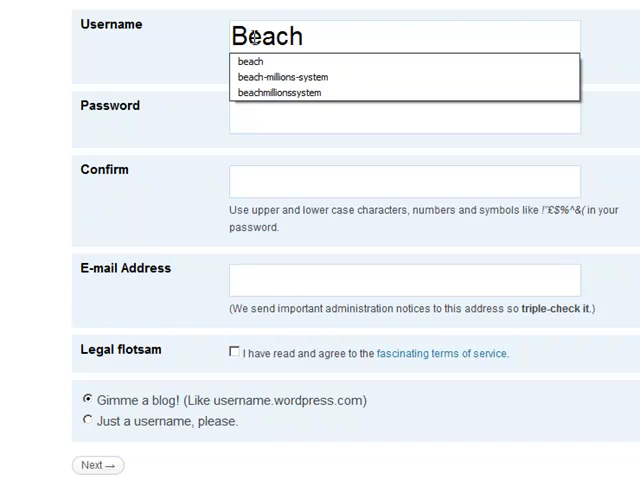 Username
Beach
beach
beach-millions-system
beachmillionssystem
Password
Confirm
Use upper and lower case characters, numbers and symbols like !"£$%^&( in your
password.
E-mail Address
(We send important administration notices to this address so triple-check it.)
Legal flotsam
I have read and agree to the fascinating terms of service.
Gimme a blog! (Like username.wordpress.com)
Just a username, please.
Next →